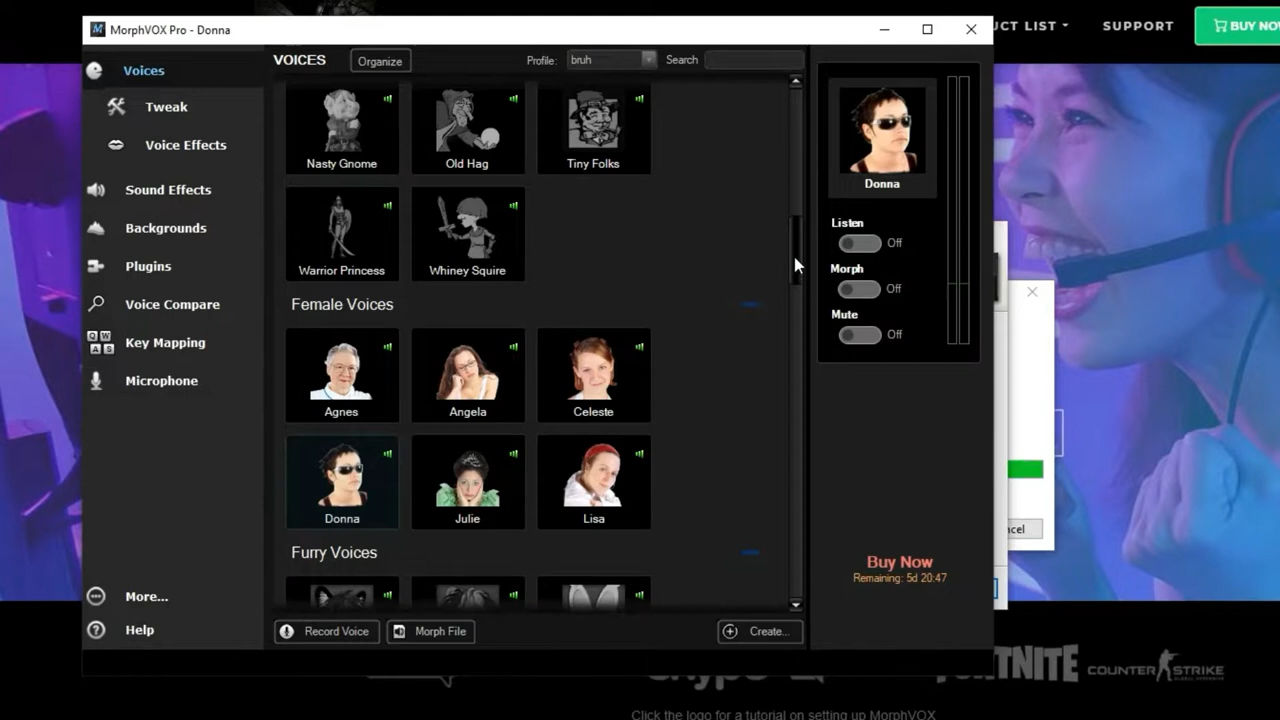 MorphVOX Pro - Donna
UCT LIST
SUPPORT
BUY NOW
Voices
Tweak
Voice Effects
Sound Effects
Backgrounds
Plugins
Voice Compare
Key Mapping
Microphone
More...
Help
VOICES
Organize
Profile:
bruh
Search
Nasty Gnome
Old Hag
Tiny Folks
Warrior Princess
Whiney Squire
Female Voices
Agnes
Angela
Celeste
Donna
Julie
Lisa
Furry Voices
Record Voice
Morph File
Create...
Donna
Listen
Off
Morph
Off
Mute
Off
Buy Now
Remaining: 5d 20:47
cel
TNITE
COUNTER STRIKE
Click the logo for a tutorial on setting up MorphVOX